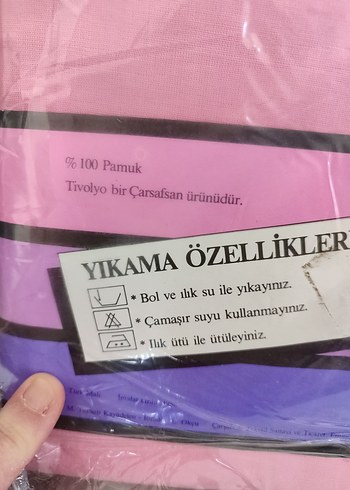 %100 Pamuk
Tivolyo bir Çarsafsan ürünüdür.
YIKAMA ÖZELLİKLER
* Bol ve ılık su ile yıkayınız.
* Çamaşır suyu kullanmayınız.
* Ilık ütü ile ütüleyiniz.